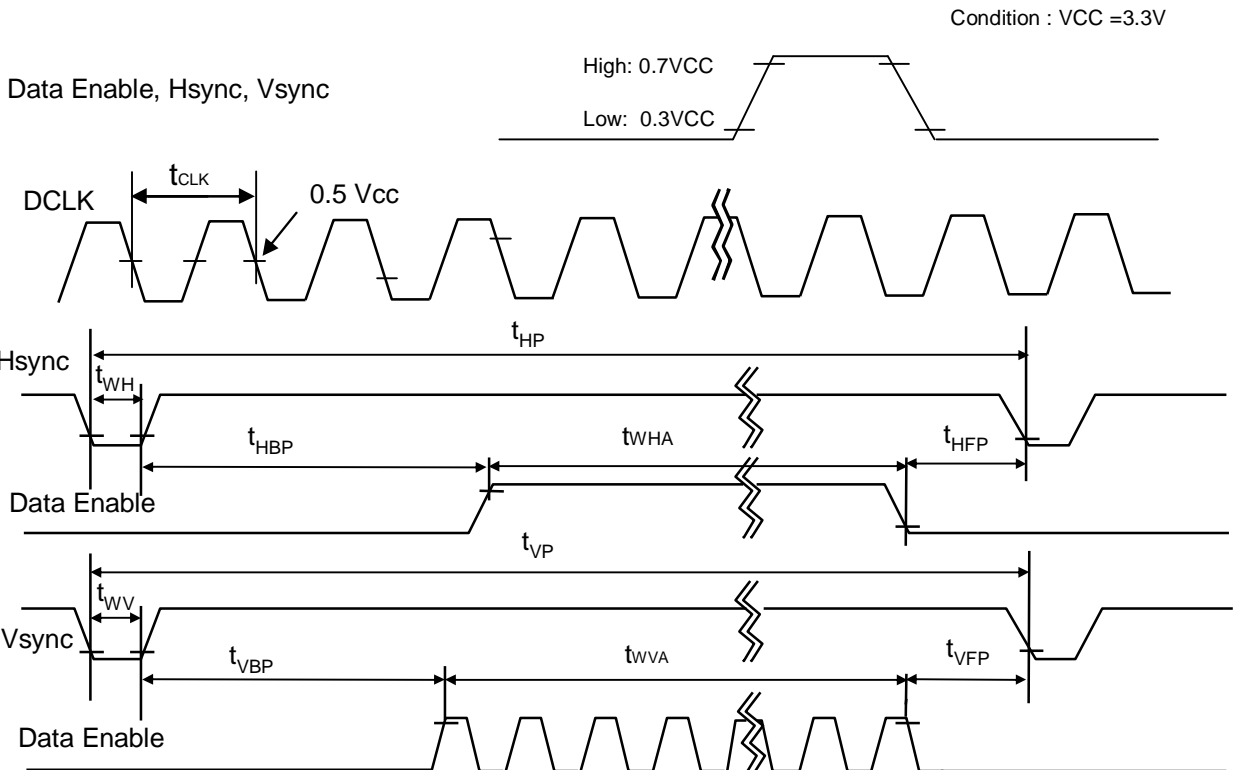 Condition : VCC =3.3V
High: 0.7VCC
Data Enable, Hsync, Vsync
Low: 0.3VCC
tCLK
DCLK
0.5 Vcc
tHP
Hsync
tWH
tHBP
tWHA
tHFP
Data Enable
tVP
tWV
Vsync
tVBP
tWVA
tVFP
Data Enable